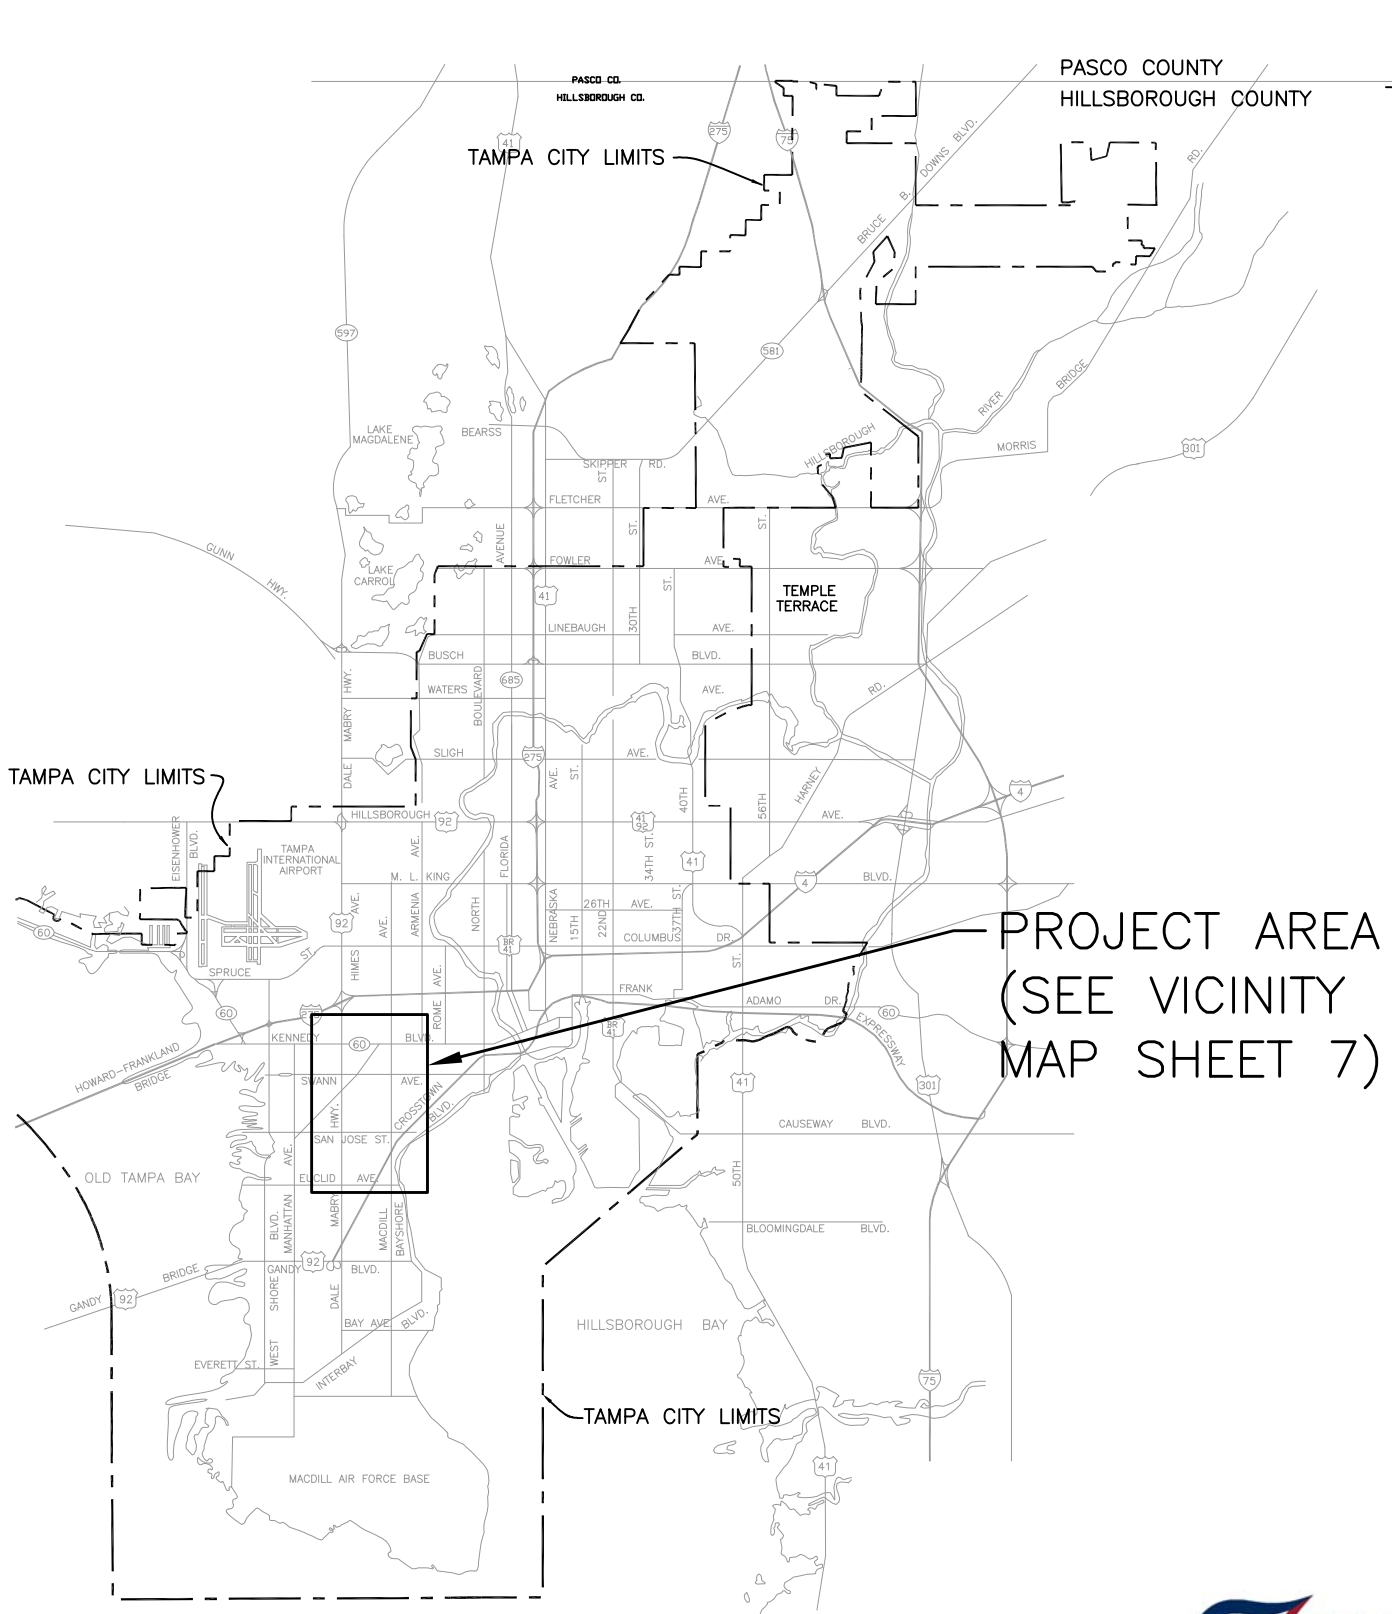 PASCO CO.
HILLSBOROUGH CO.
PASCO COUNTY
HILLSBOROUGH COUNTY
41
275
75
TAMPA CITY LIMITS
BRUCE B. DOWNS BLVD.
RD.
597
581
BRIDGE
RIVER
LAKE
MAGDALENE
BEARSS
HILLSBOROUGH
MORRIS
301
SKIPPER RD.
ST.
FLETCHER AVE.
ST.
ST.
AVENUE
GUNN
HWY.
LAKE
CARROLL
FOWLER AVE.
ST.
41
30TH
TEMPLE
TERRACE
LINEBAUGH AVE.
BUSCH BLVD.
HWY.
685
WATERS AVE.
BOULEVARD
RD.
MABRY
SLIGH AVE.
275
AVE.
ST.
TAMPA CITY LIMITS
DALE
40TH
56TH
HARNEY
4
HILLSBOROUGH
92
41
92
AVE.
EISENHOWER
BLVD.
TAMPA
INTERNATIONAL
AIRPORT
AVE.
FLORIDA
34TH ST.
41
M. L. KING
4
BLVD.
AVE.
ARMENIA
NORTH
NEBRASKA
15TH
22ND
26TH AVE.
37TH ST.
92
AVE.
60
COLUMBUS DR.
BR
41
ST.
HIMES
ST.
SPRUCE
AVE.
ROME
PROJECT AREA
(SEE VICINITY
MAP SHEET 7)
FRANK
ADAMO DR.
60
60
275
BR
41
EXPRESSWAY
KENNEDY
60
BLVD.
HOWARD-FRANKLAND
BRIDGE
SWANN AVE.
41
301
HWY.
CROSSTOWN
BLVD.
CAUSEWAY BLVD.
SAN JOSE ST.
AVE.
OLD TAMPA BAY
EUCLID AVE.
50TH
MABRY
MANHATTAN
BLVD.
MACDILL
BAYSHORE
BLOOMINGDALE BLVD.
92
GANDY BLVD.
BRIDGE
GANDY
92
SHORE
DALE
BAY AVE
BLVD.
HILLSBOROUGH BAY
WEST
EVERETT ST.
INTERBAY
75
TAMPA CITY LIMITS
41
MACDILL AIR FORCE BASE